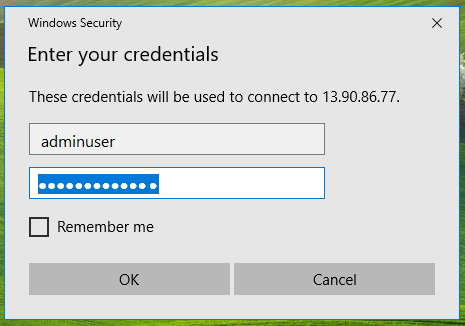 Windows Security
Enter your credentials
These credentials will be used to connect to 13.90.86.77.
adminuser
●●●●●●●●●●●●●
Remember me
OK
Cancel